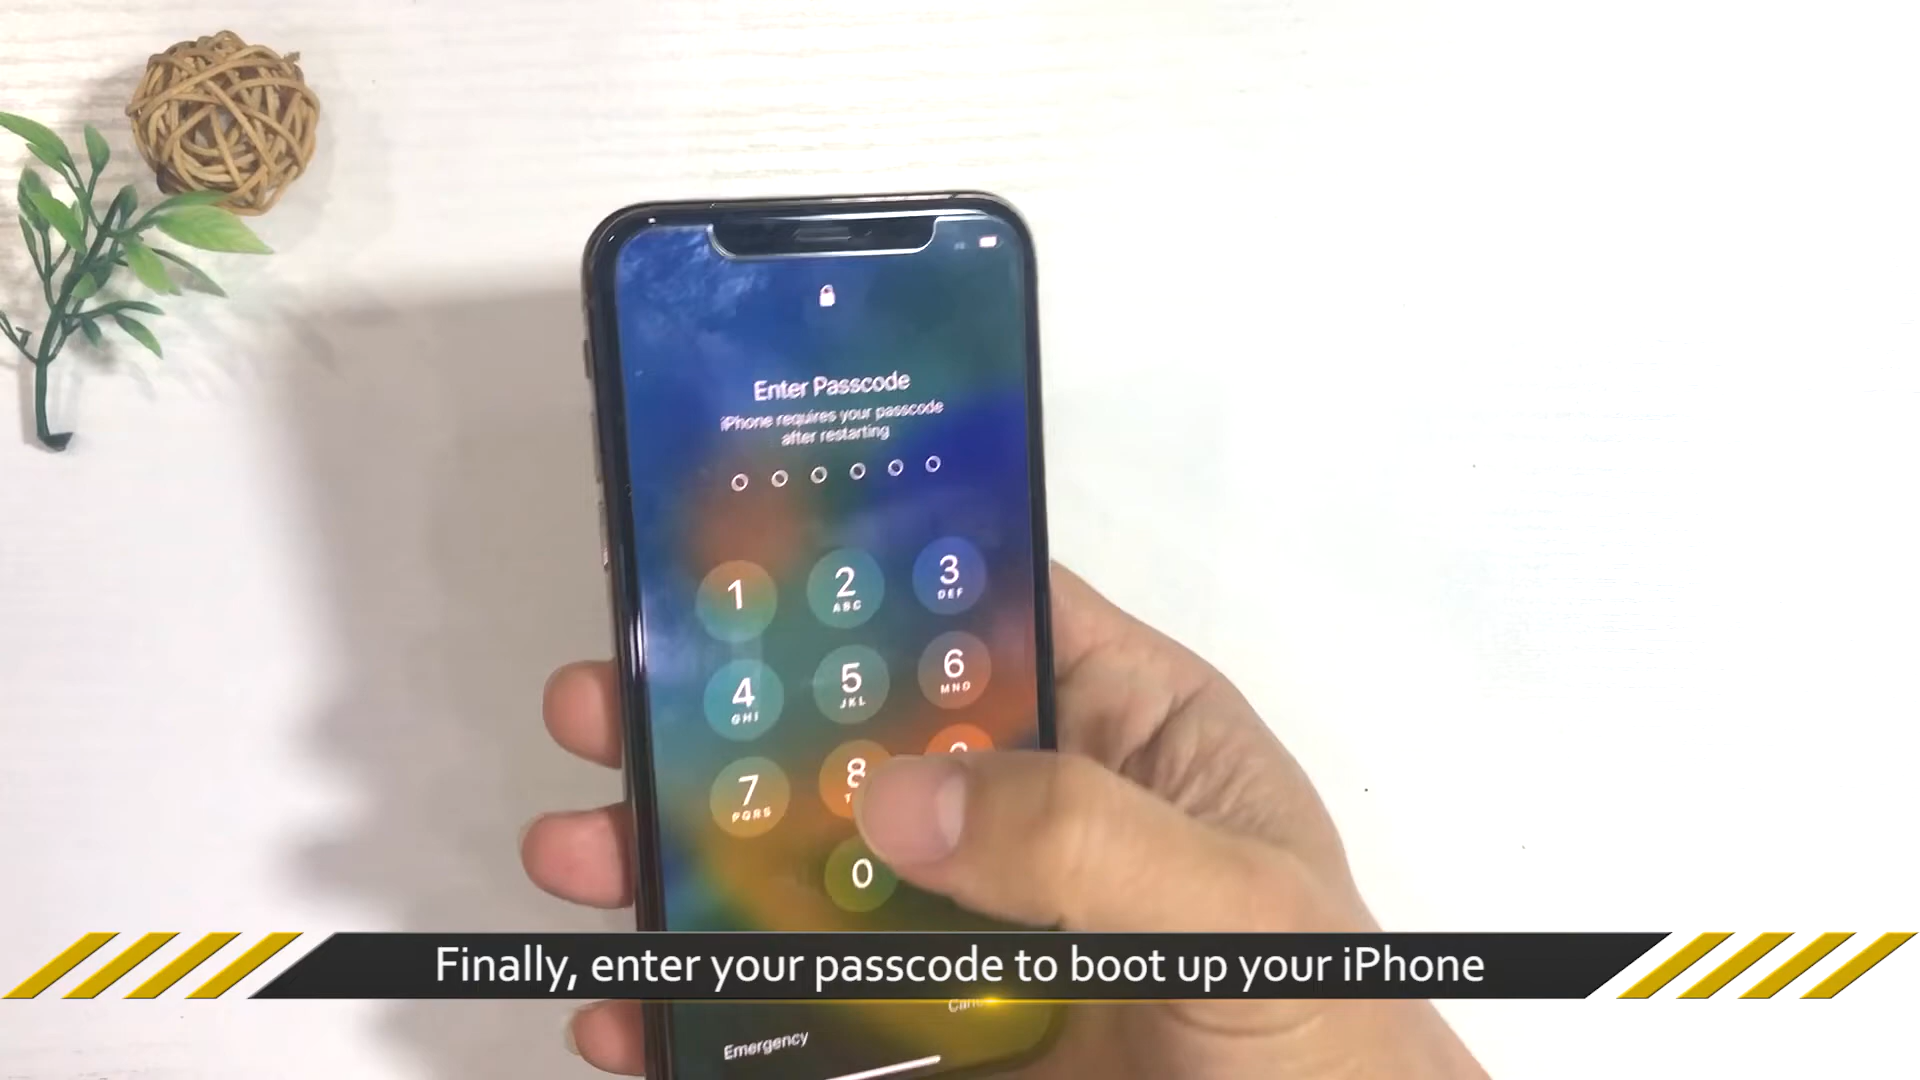 Enter Passcode
iPhone requires your passcode
after restarting
1
2
ABC
3
DEF
4
GHI
5
JKL
6
MNO
7
PQRS
8
0
Finally, enter your passcode to boot up your iPhone
Emergency